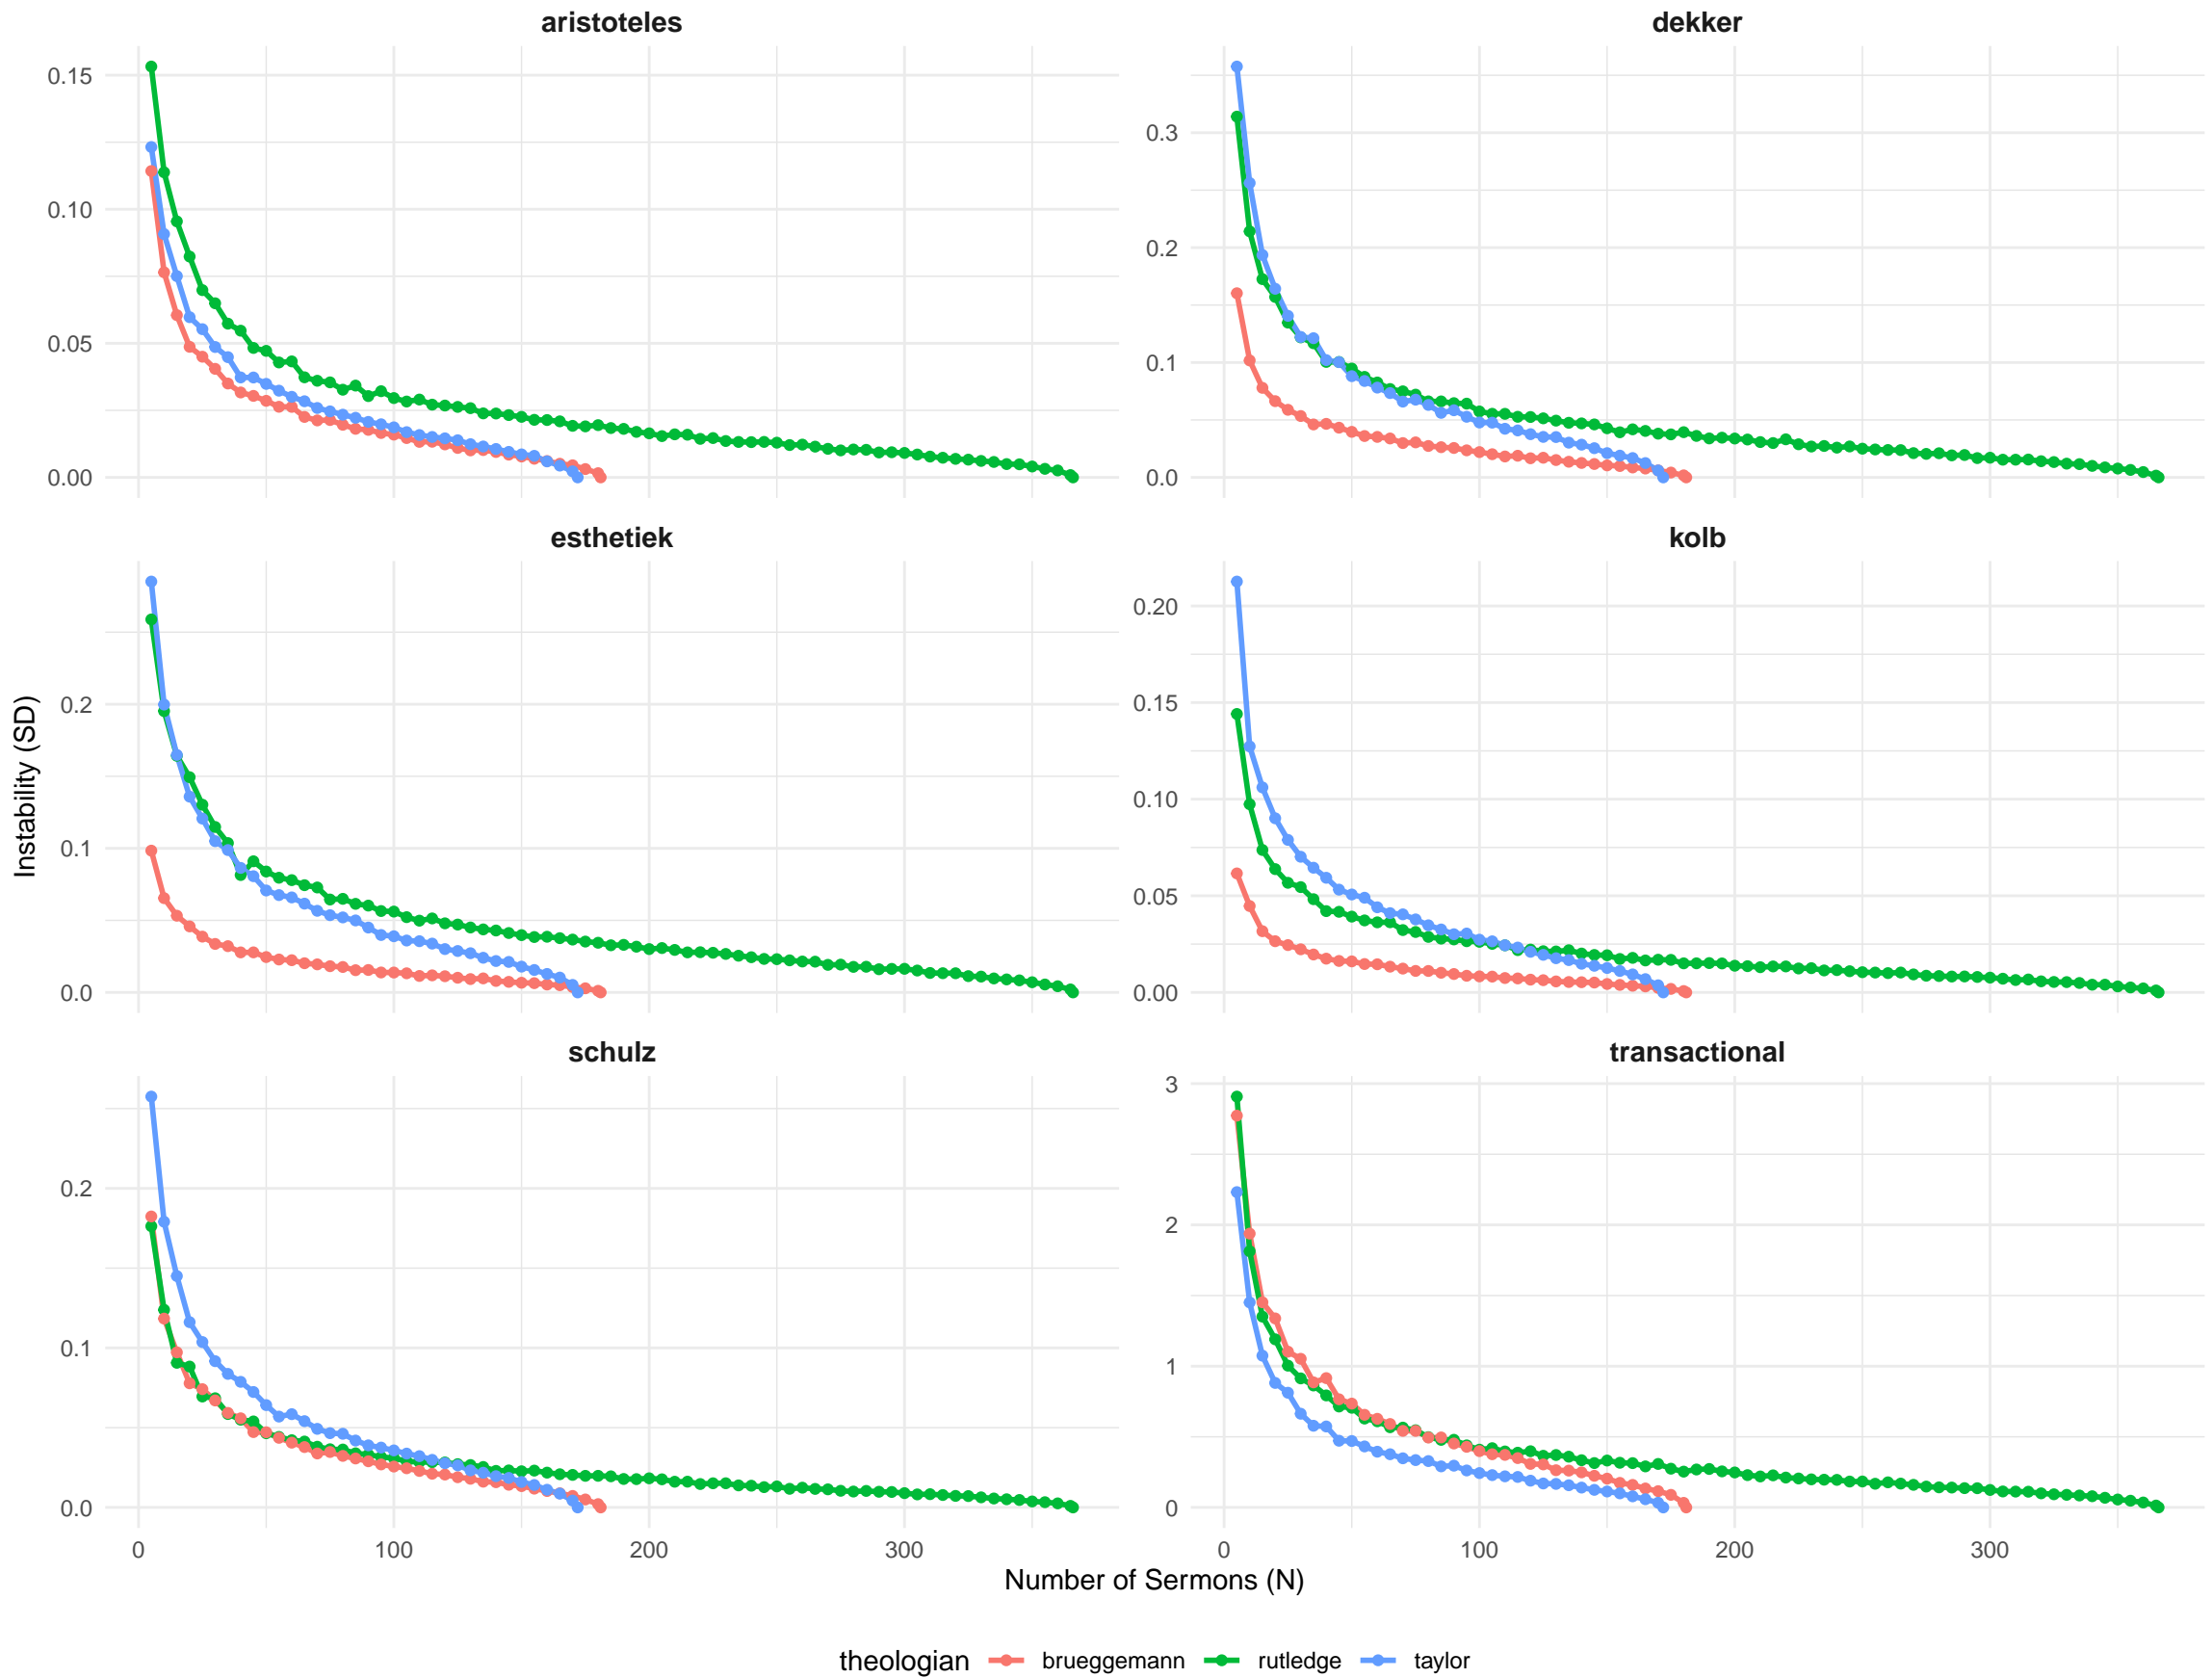 aristoteles
dekker
0.15
0.10
0.05
0.00
0.3
0.2
0.1
0.0
esthetiek
kolb
0.2
0.1
0.0
0.20
0.15
0.10
0.05
0.00
Instability (SD)
schulz
transactional
0.2
0.1
0.0
3
2
1
0
0 100 200 300
0 100 200 300
Number of Sermons (N)
theologian brueggemann rutledge taylor